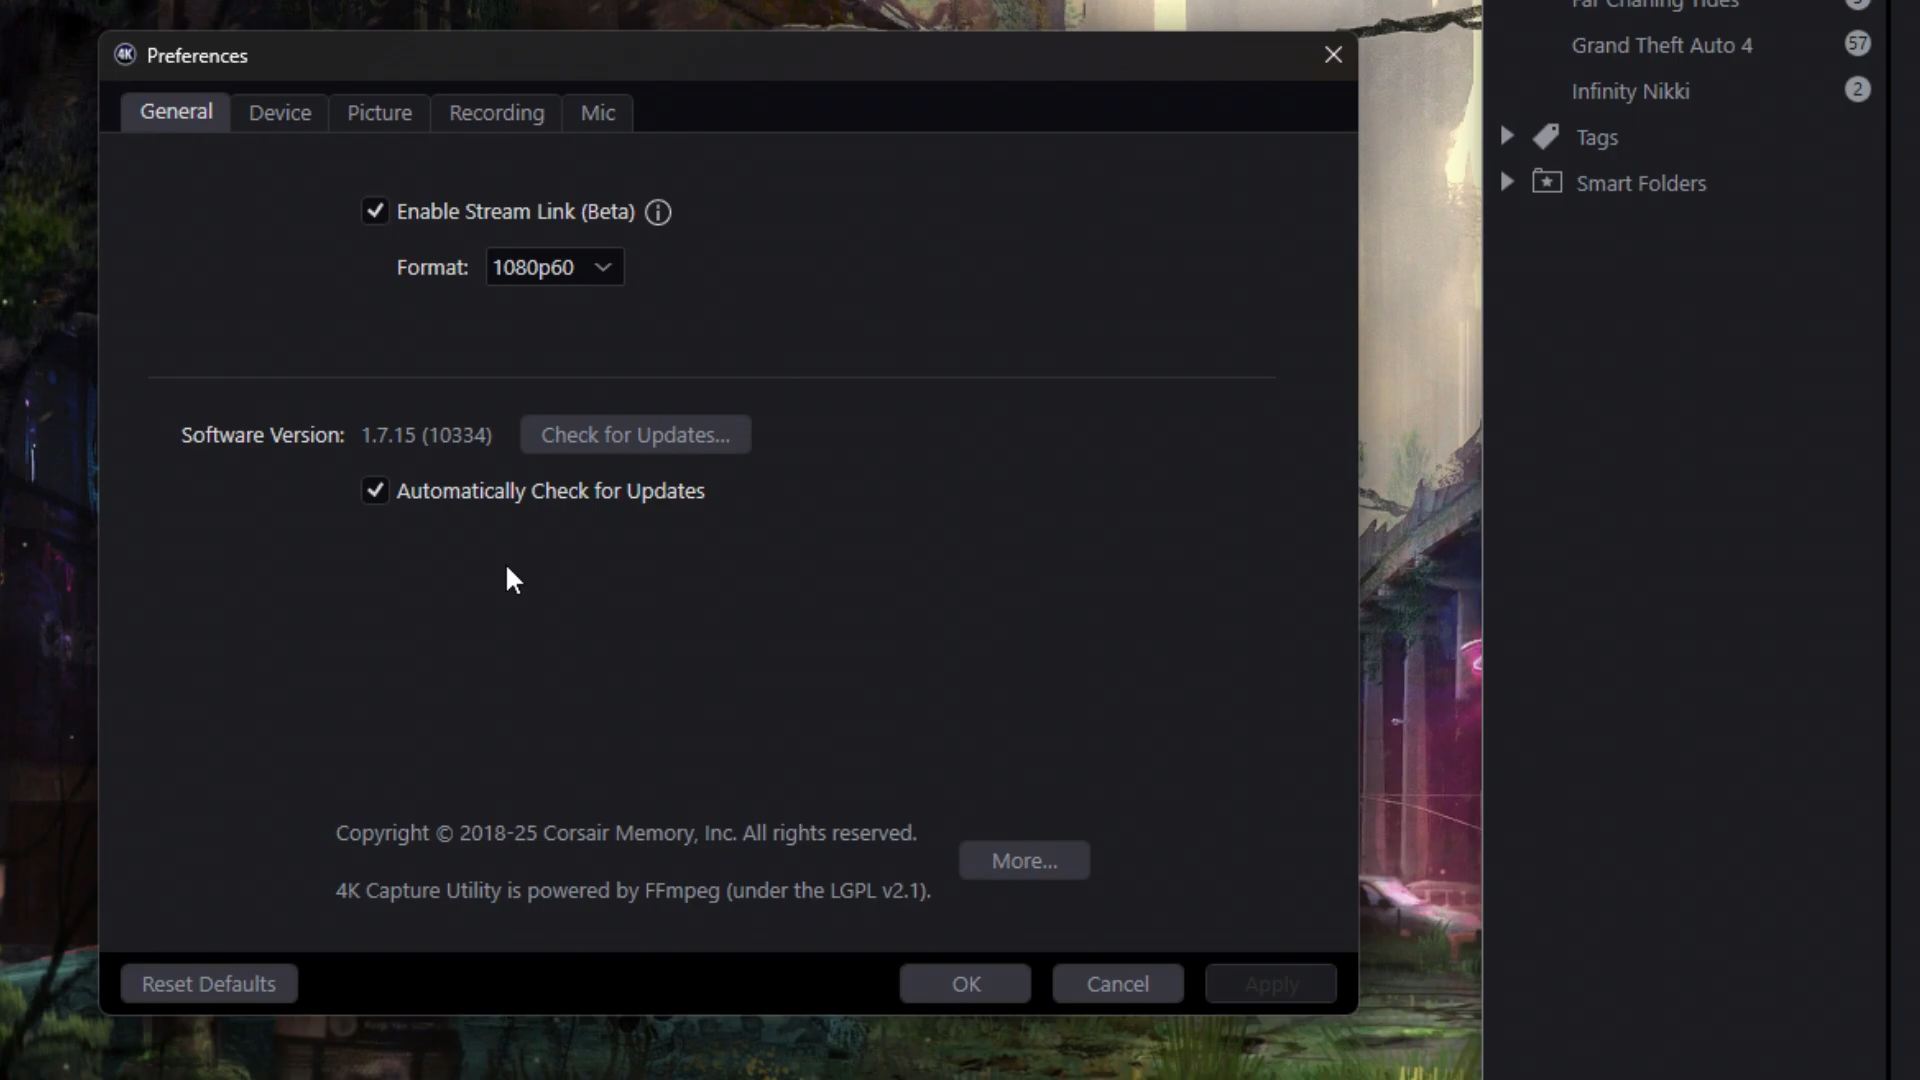 4K Preferences
General Device Picture Recording Mic
Enable Stream Link (Beta)
Format: 1080p60
Software Version: 1.7.15 (10334) Check for Updates...
Automatically Check for Updates
Copyright © 2018-25 Corsair Memory, Inc. All rights reserved.
More...
4K Capture Utility is powered by FFmpeg (under the LGPL v2.1).
Reset Defaults OK Cancel Apply
Grand Theft Auto 4 57
Infinity Nikki 2
Tags
Smart Folders